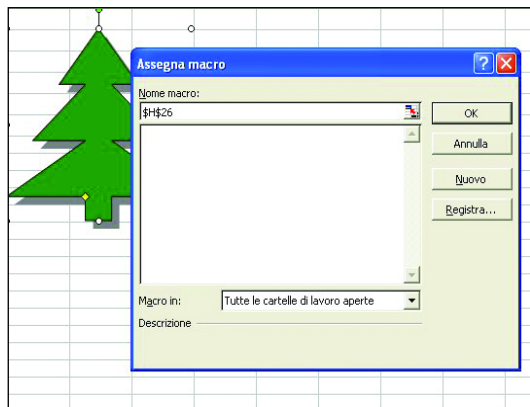 Assegna macro
Nome macro:
$H$26
OK
Annulla
Nuovo
Registra...
Macro in:
Tutte le cartelle di lavoro aperte
Descrizione